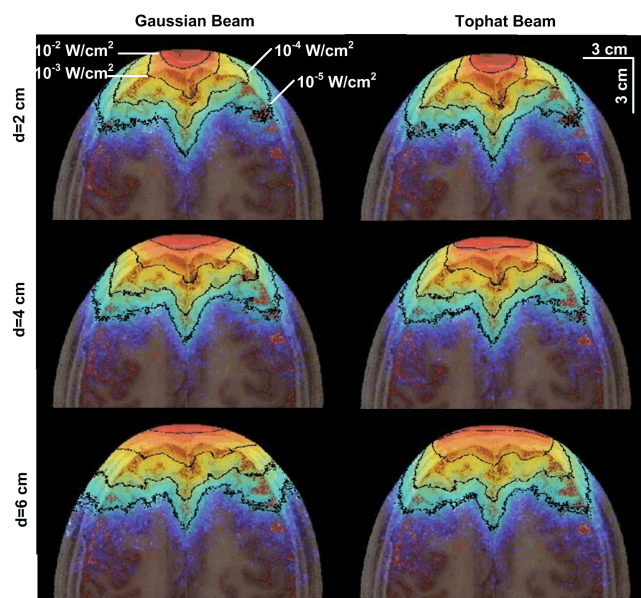 Gaussian Beam
Tophat Beam
10-2 W/cm2
10-4 W/cm2
10-3 W/cm2
10-5 W/cm2
3 cm
3 cm
d=2 cm
d=4 cm
d=6 cm